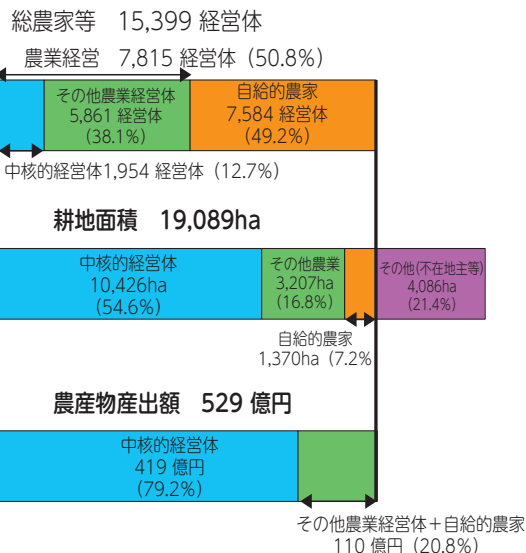 総農家等　15,399 経営体
農業経営　7,815 経営体（50.8%）
その他農業経営体
5,861 経営体
（38.1%）
自給的農家
7,584 経営体
（49.2%）
中核的経営体1,954 経営体（12.7%）
耕地面積　19,089ha
中核的経営体
10,426ha
（54.6%）
その他農業
3,207ha
（16.8%）
その他(不在地主等)
4,086ha
（21.4%）
自給的農家
1,370ha（7.2%
農産物産出額　529 億円
中核的経営体
419 億円
（79.2%）
その他農業経営体＋自給的農家
110 億円（20.8%）